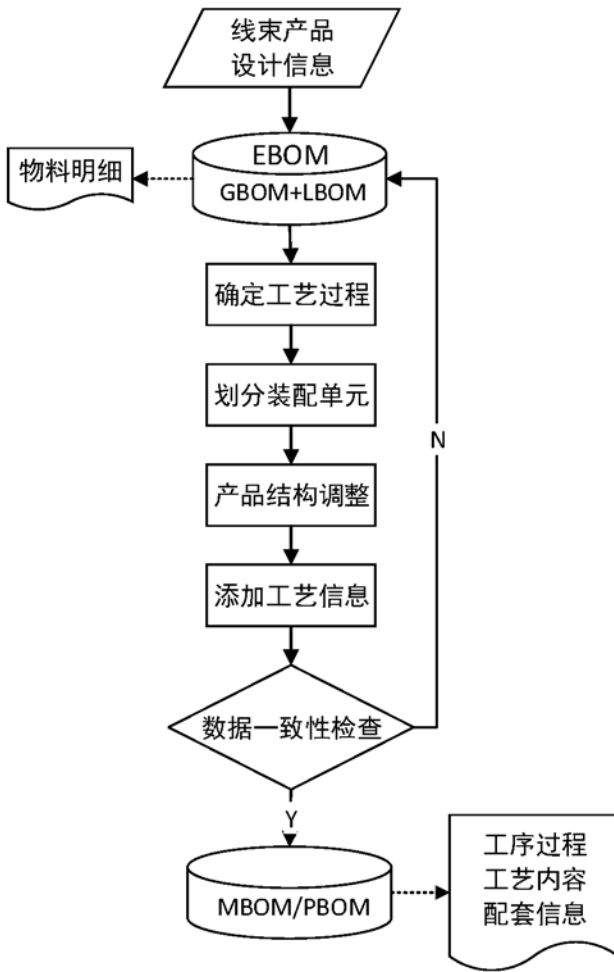 线束产品
设计信息
EBOM
GBOM+LBOM
物料明细
确定工艺过程
划分装配单元
产品结构调整
添加工艺信息
数据一致性检查
N
Y
MBOM/PBOM
工序过程
工艺内容
配套信息